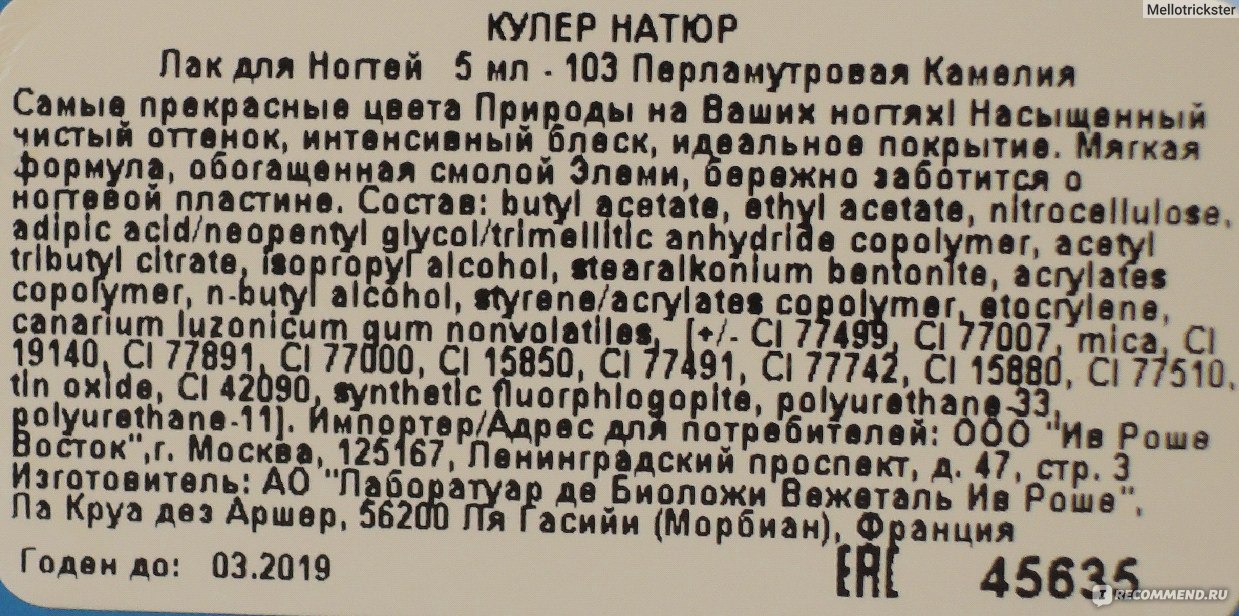 Mellotrickster
КУЛЕР НАТЮР
Лак для Ногтей 5 мл - 103 Перламутровая Камелия
Самые прекрасные цвета Природы на Ваших ногтях! Насыщенный
чистый оттенок, интенсивный блеск, идеальное покрытие. Мягкая
формула, обогащенная смолой Элеми, бережно заботится о
ногтевой пластине. Состав: butyl acetate, ethyl acetate, nitrocellulose,
adipic acid/neopentyl glycol/trimellitic anhydride copolymer, acetyl
tributyl citrate, isopropyl alcohol, stearalkonium bentonite, acrylates
copolymer, n-butyl alcohol, styrene/acrylates copolymer, etocrylene,
canarium luzonicum gum nonvolatiles, [+/- CI 77499, CI 77007, mica, CI
19140, CI 77891, CI 77000, CI 15850, CI 77491, CI 77742, CI 15880, CI 77510,
tin oxide, CI 42090, synthetic fluorphlogopite, polyurethane-33,
polyurethane-11]. Импортер/Адрес для потребителей: ООО "Ив Роше
Восток",г. Москва, 125167, Ленинградский проспект, д. 47, стр. 3
Изготовитель: АО "Лаборатуар де Биоложи Вежеталь Ив Роше",
Ла Круа дез Аршер, 56200 Ля Гасийи (Морбиан), Франция
Годен до: 03.2019
EAC 45635
RECOMMEND.RU